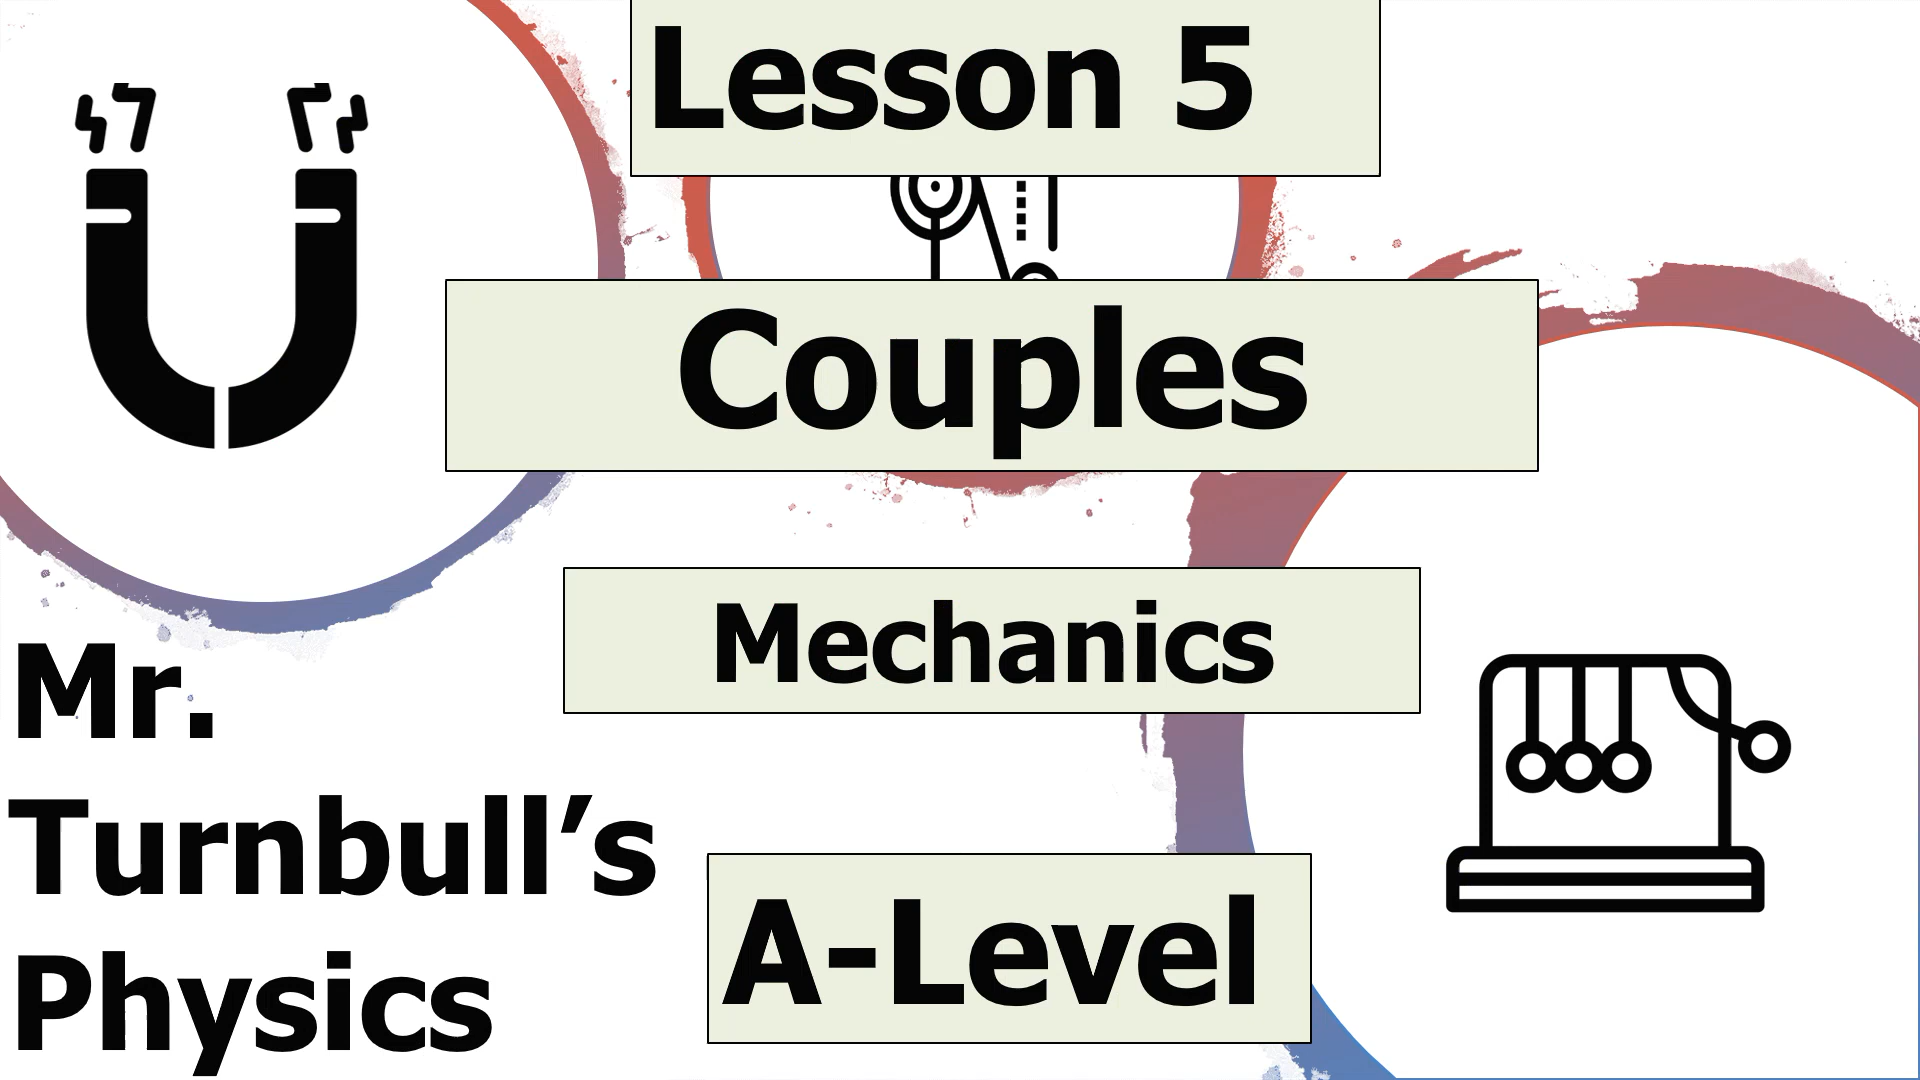 Lesson 5
Couples
Mechanics
Mr.
Turnbull’s
Physics
A-Level